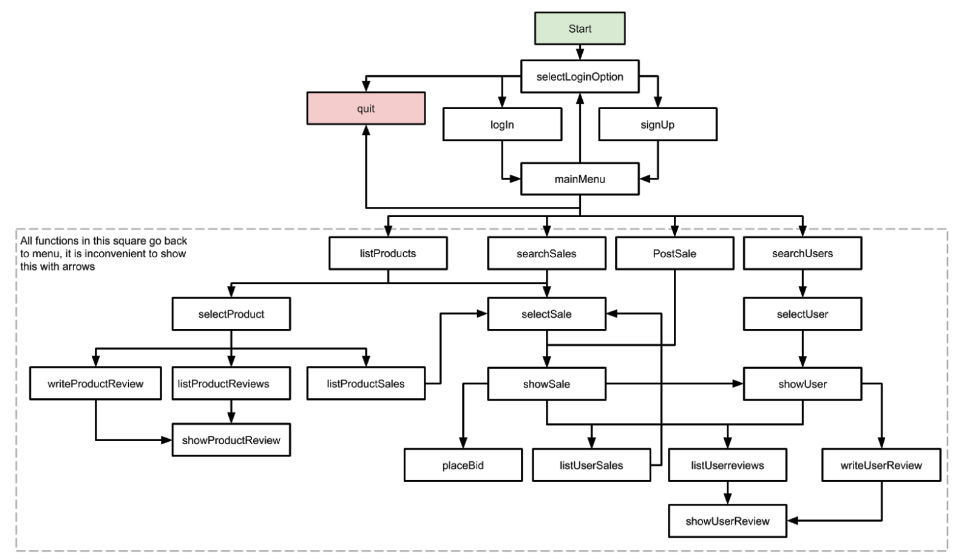 Start
selectLoginOption
quit
logIn
signUp
mainMenu
All functions in this square go back
to menu, it is inconvenient to show
this with arrows
listProducts
searchSales
PostSale
searchUsers
selectProduct
selectSale
selectUser
writeProductReview
listProductReviews
listProductSales
showSale
showUser
showProductReview
placeBid
listUserSales
listUserreviews
writeUserReview
showUserReview